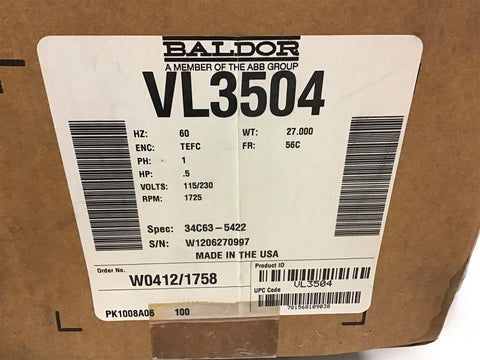 BALDOR
A MEMBER OF THE ABB GROUP
VL3504
HZ: 60 WT: 27.000
ENC: TEFC FR: 56C
PH: 1
HP: .5
VOLTS: 115/230
RPM: 1725
Spec: 34C63-5422
S/N: W1206270997
MADE IN THE USA
Order No. W0412/1758
Product ID
VL3504
UPC Code
781568109038
PK1008A06 100